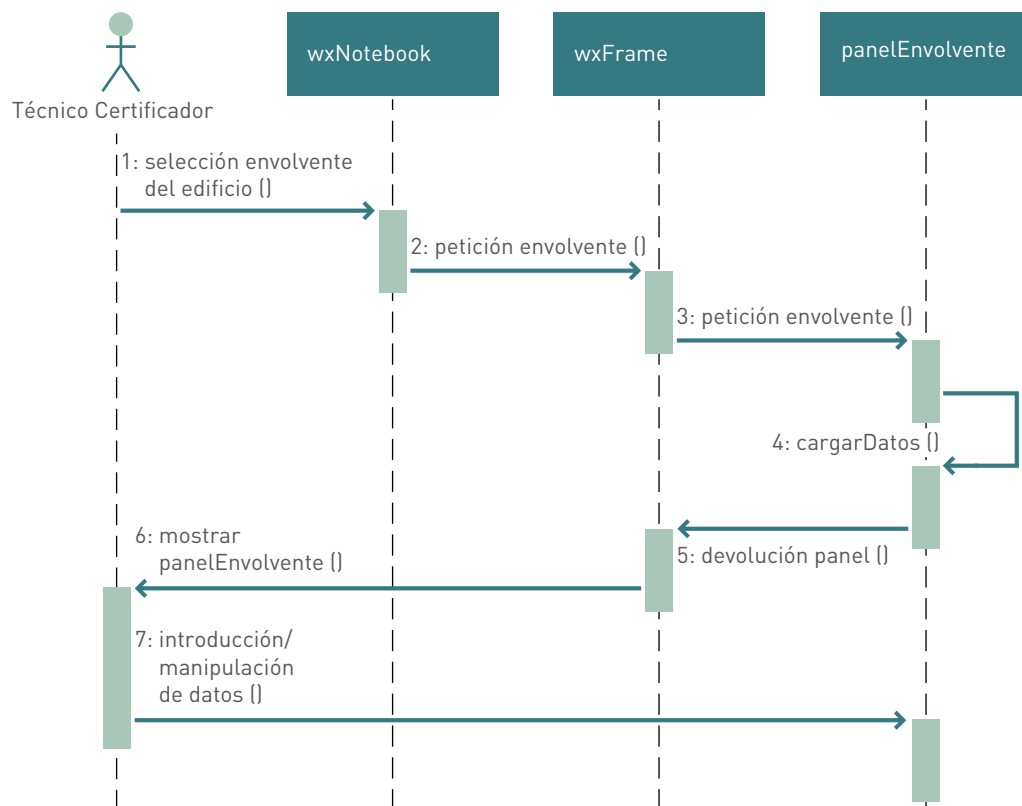 wxNotebook
wxFrame
panelEnvolvente
Técnico Certificador
1: selección envolvente
del edificio ()
2: petición envolvente ()
3: petición envolvente ()
4: cargarDatos ()
5: devolución panel ()
6: mostrar
panelEnvolvente ()
7: introducción/
manipulación
de datos ()